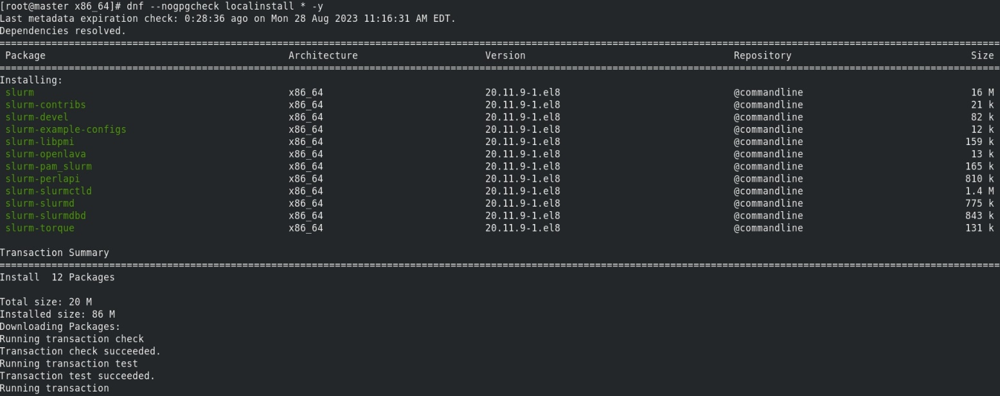 [root@master x86_64]# dnf --nogpgcheck localinstall * -y
Last metadata expiration check: 0:28:36 ago on Mon 28 Aug 2023 11:16:31 AM EDT.
Dependencies resolved.
================================================================================
Package Architecture Version Repository Size
================================================================================
Installing:
slurm x86_64 20.11.9-1.el8 @commandline 16 M
slurm-contribs x86_64 20.11.9-1.el8 @commandline 21 k
slurm-devel x86_64 20.11.9-1.el8 @commandline 82 k
slurm-example-configs x86_64 20.11.9-1.el8 @commandline 12 k
slurm-libpmi x86_64 20.11.9-1.el8 @commandline 159 k
slurm-openlava x86_64 20.11.9-1.el8 @commandline 13 k
slurm-pam_slurm x86_64 20.11.9-1.el8 @commandline 165 k
slurm-perlapi x86_64 20.11.9-1.el8 @commandline 810 k
slurm-slurmctld x86_64 20.11.9-1.el8 @commandline 1.4 M
slurm-slurmd x86_64 20.11.9-1.el8 @commandline 775 k
slurm-slurmdbd x86_64 20.11.9-1.el8 @commandline 843 k
slurm-torque x86_64 20.11.9-1.el8 @commandline 131 k
Transaction Summary
================================================================================
Install  12 Packages
Total size: 20 M
Installed size: 86 M
Downloading Packages:
Running transaction check
Transaction check succeeded.
Running transaction test
Transaction test succeeded.
Running transaction